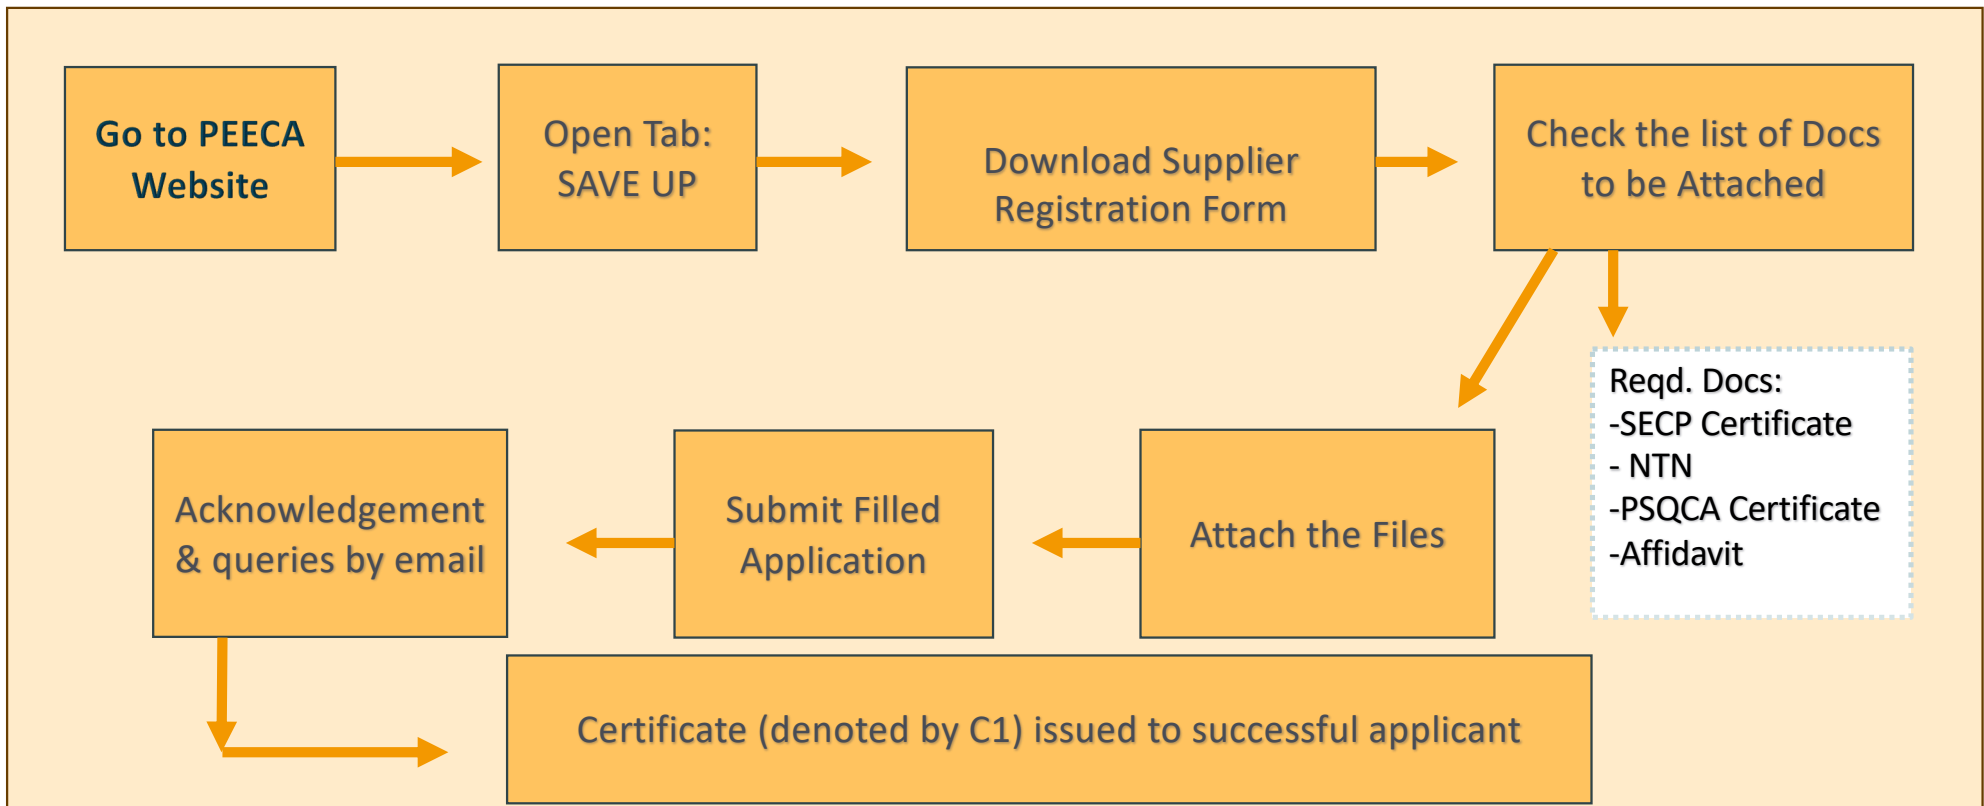 Go to PEECA
Website
Open Tab:
SAVE UP
Download Supplier
Registration Form
Check the list of Docs
to be Attached
Reqd. Docs:
-SECP Certificate
- NTN
-PSQCA Certificate
-Affidavit
Attach the Files
Submit Filled
Application
Acknowledgement
& queries by email
Certificate (denoted by C1) issued to successful applicant